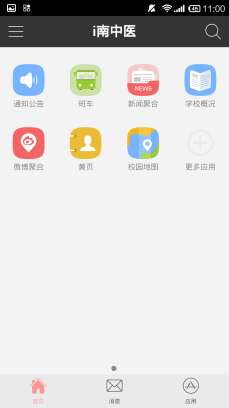 45 11:00
i南中医
通知公告 班车 新闻聚合 学校概况
NEWS
微博聚合 黄页 校园地图 更多应用
首页 消息 应用